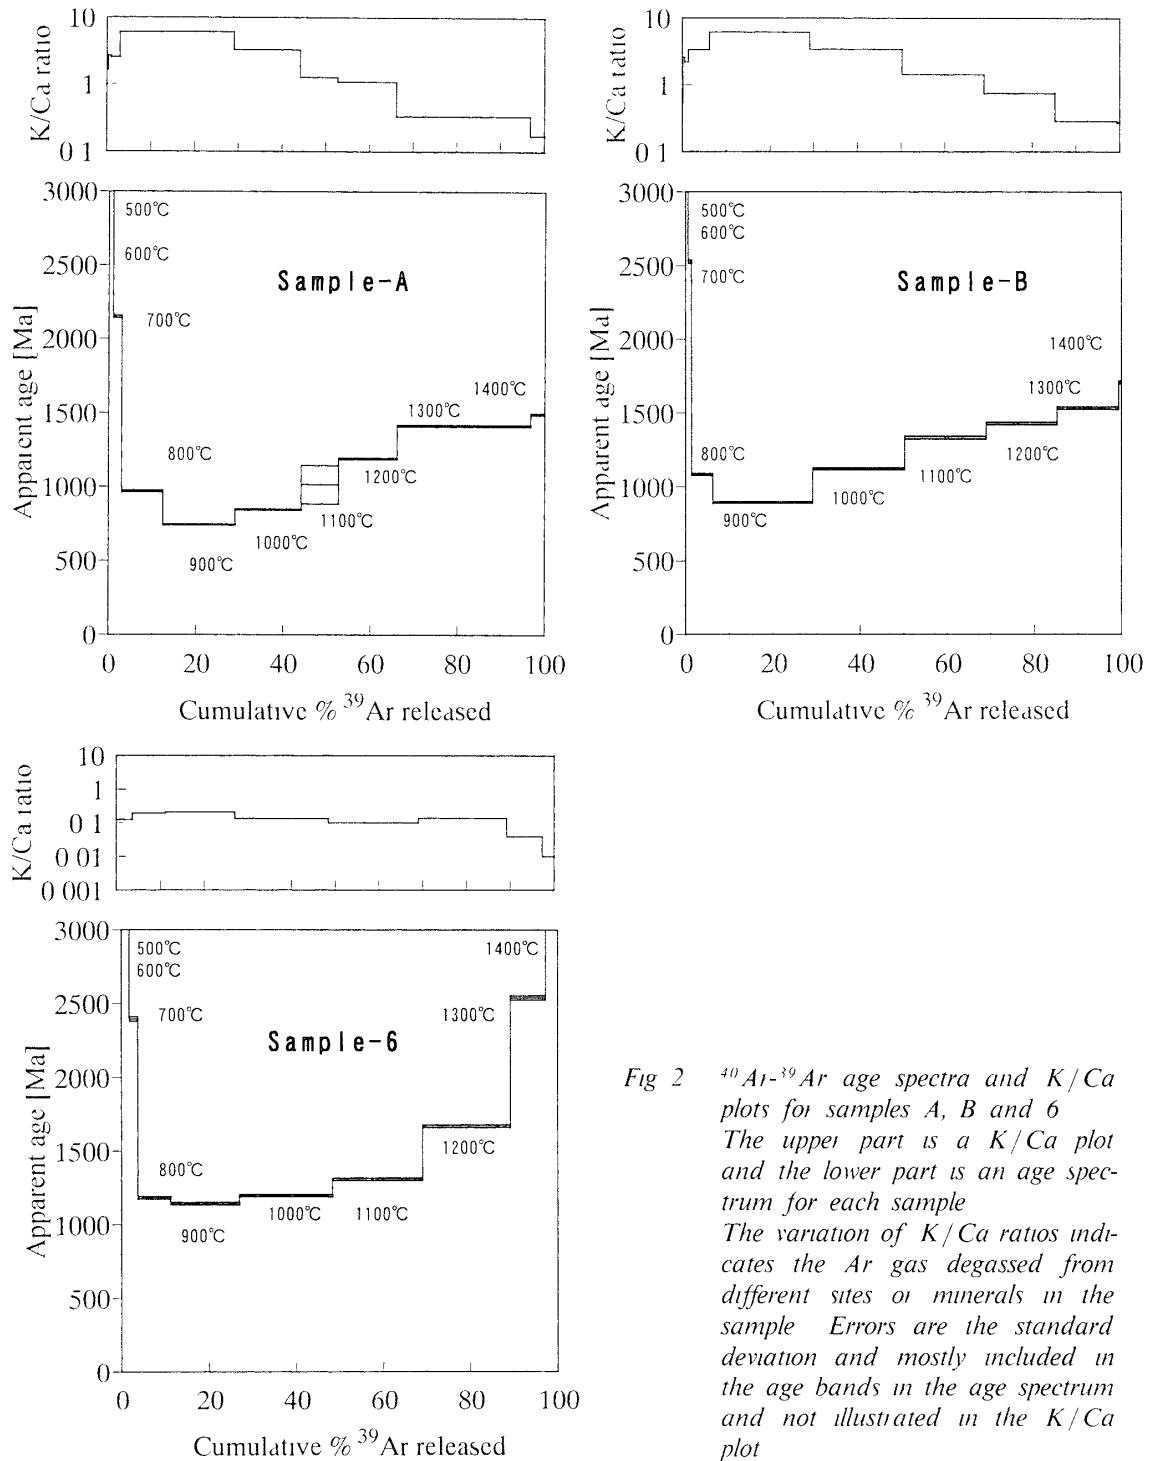 10
1
0 1
K/Ca ratio
3000
2500
2000
1500
1000
500
0
Apparent age [Ma]
500℃
600℃
700℃
800℃
900℃
1000℃
1100℃
1200℃
1300℃
1400℃
Sample-A
0 20 40 60 80 100
Cumulative % ³⁹Ar released
10
1
0 1
K/Ca ratio
3000
2500
2000
1500
1000
500
0
Apparent age [Ma]
500℃
600℃
700℃
800℃
900℃
1000℃
1100℃
1200℃
1300℃
1400℃
Sample-B
0 20 40 60 80 100
Cumulative % ³⁹Ar released
10
1
0 1
0 01
0 001
K/Ca ratio
3000
2500
2000
1500
1000
500
0
Apparent age [Ma]
500℃
600℃
700℃
800℃
900℃
1000℃
1100℃
1200℃
1300℃
1400℃
Sample-6
0 20 40 60 80 100
Cumulative % ³⁹Ar released
Fig 2 ⁴⁰Ar-³⁹Ar age spectra and K/Ca
plots for samples A, B and 6
The upper part is a K/Ca plot
and the lower part is an age spec-
trum for each sample
The variation of K/Ca ratios indi-
cates the Ar gas degassed from
different sites or minerals in the
sample Errors are the standard
deviation and mostly included in
the age bands in the age spectrum
and not illustrated in the K/Ca
plot